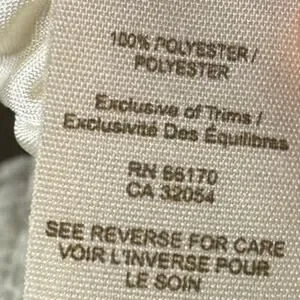 100% POLYESTER /
POLYESTER
Exclusive of Trims /
Exclusivité Des Équilibres
RN 66170
CA 32054
SEE REVERSE FOR CARE
VOIR L'INVERSE POUR
LE SOIN